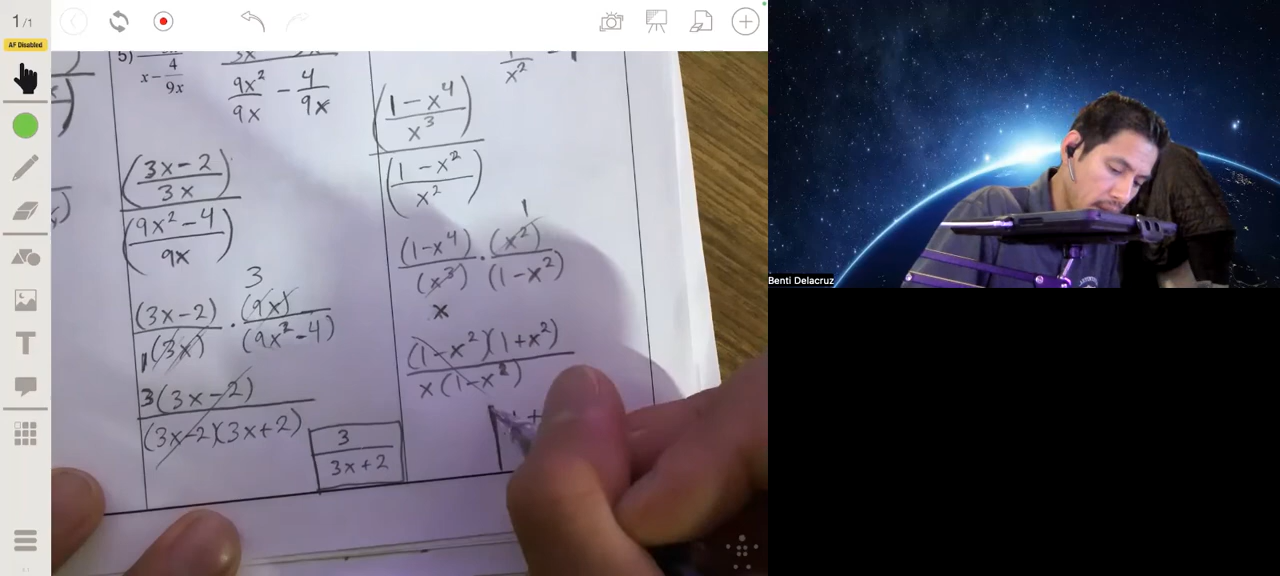 1/1
AF Disabled
5)
x - 4/9x
9x²/9x - 4/9x
(3x-2/3x)
(9x²-4/9x)
(3x-2)/1(3x) · 3(9x)/(9x²-4)
3(3x-2)
(3x-2)(3x+2)
3
3x+2
1/x²
(1-x⁴/x³)
(1-x²/x²)
(1-x⁴)/(x³) · (x²)/(1-x²)
1
x
(1-x²)(1+x²)
x(1-x²)
Benti Delacruz
T